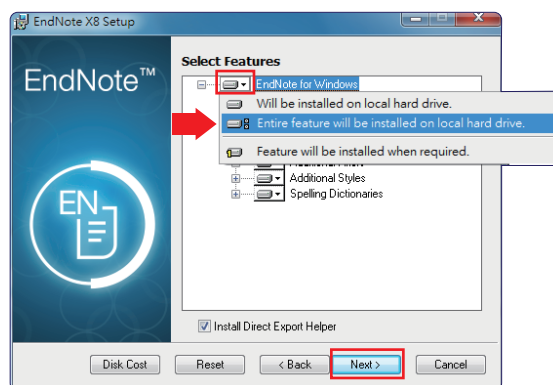 EndNote X8 Setup
EndNote™
Select Features
EndNote for Windows
Will be installed on local hard drive.
Entire feature will be installed on local hard drive.
Feature will be installed when required.
Additional Styles
Spelling Dictionaries
EN
Install Direct Export Helper
Disk Cost
Reset
< Back
Next >
Cancel